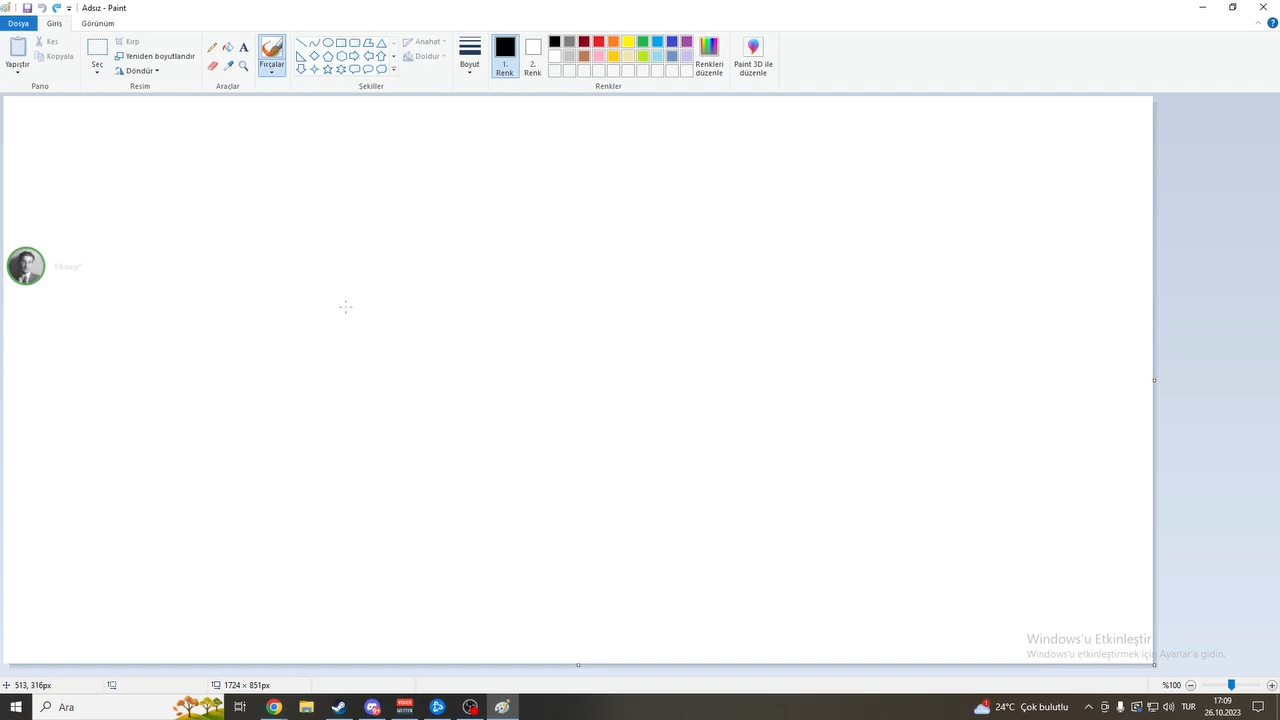 Adsız - Paint
Dosya
Giriş
Görünüm
Yapıştır
Kes
Kopyala
Pano
Seç
Kırp
Yeniden boyutlandır
Döndür
Resim
A
Araçlar
Fırçalar
Anahat
Doldur
Şekiller
Boyut
1.
Renk
2.
Renk
Renkleri
düzenle
Renkler
Paint 3D ile
düzenle
Windows'u Etkinleştir
Windows'u etkinleştirmek için Ayarlar'a gidin.
513, 316px
1724 × 851px
%100
Ara
VOICE
24°C Çok bulutlu
TUR
17:09
26.10.2023